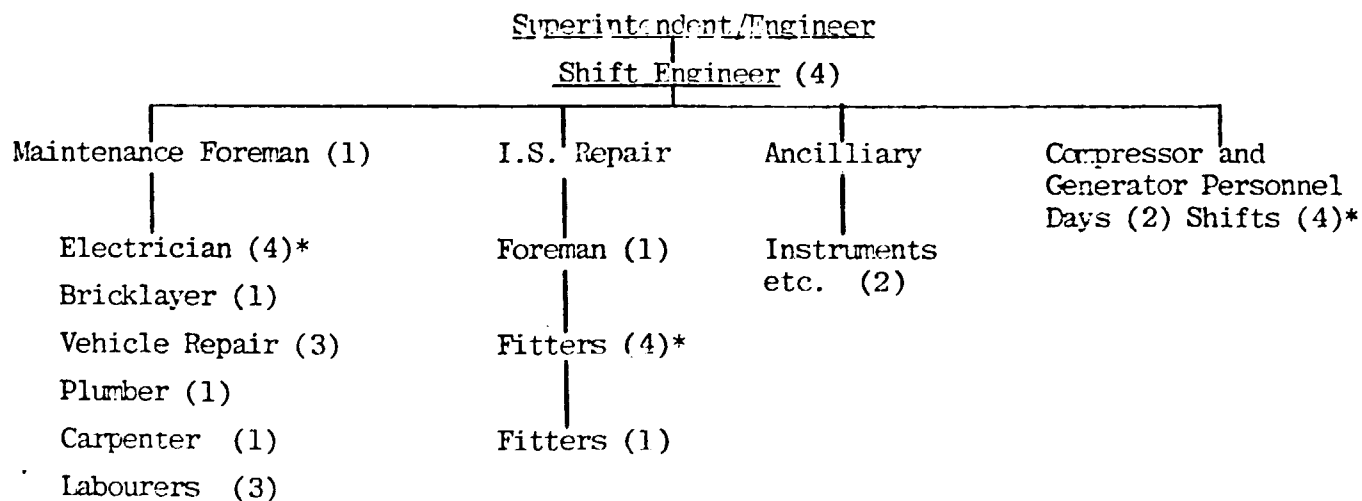 Superintendent/Engineer
Shift Engineer (4)
Maintenance Foreman (1)
Electrician (4)*
Bricklayer (1)
Vehicle Repair (3)
Plumber (1)
Carpenter (1)
Labourers (3)
I.S. Repair
Foreman (1)
Fitters (4)*
Fitters (1)
Ancilliary
Instruments
etc. (2)
Compressor and
Generator Personnel
Days (2) Shifts (4)*